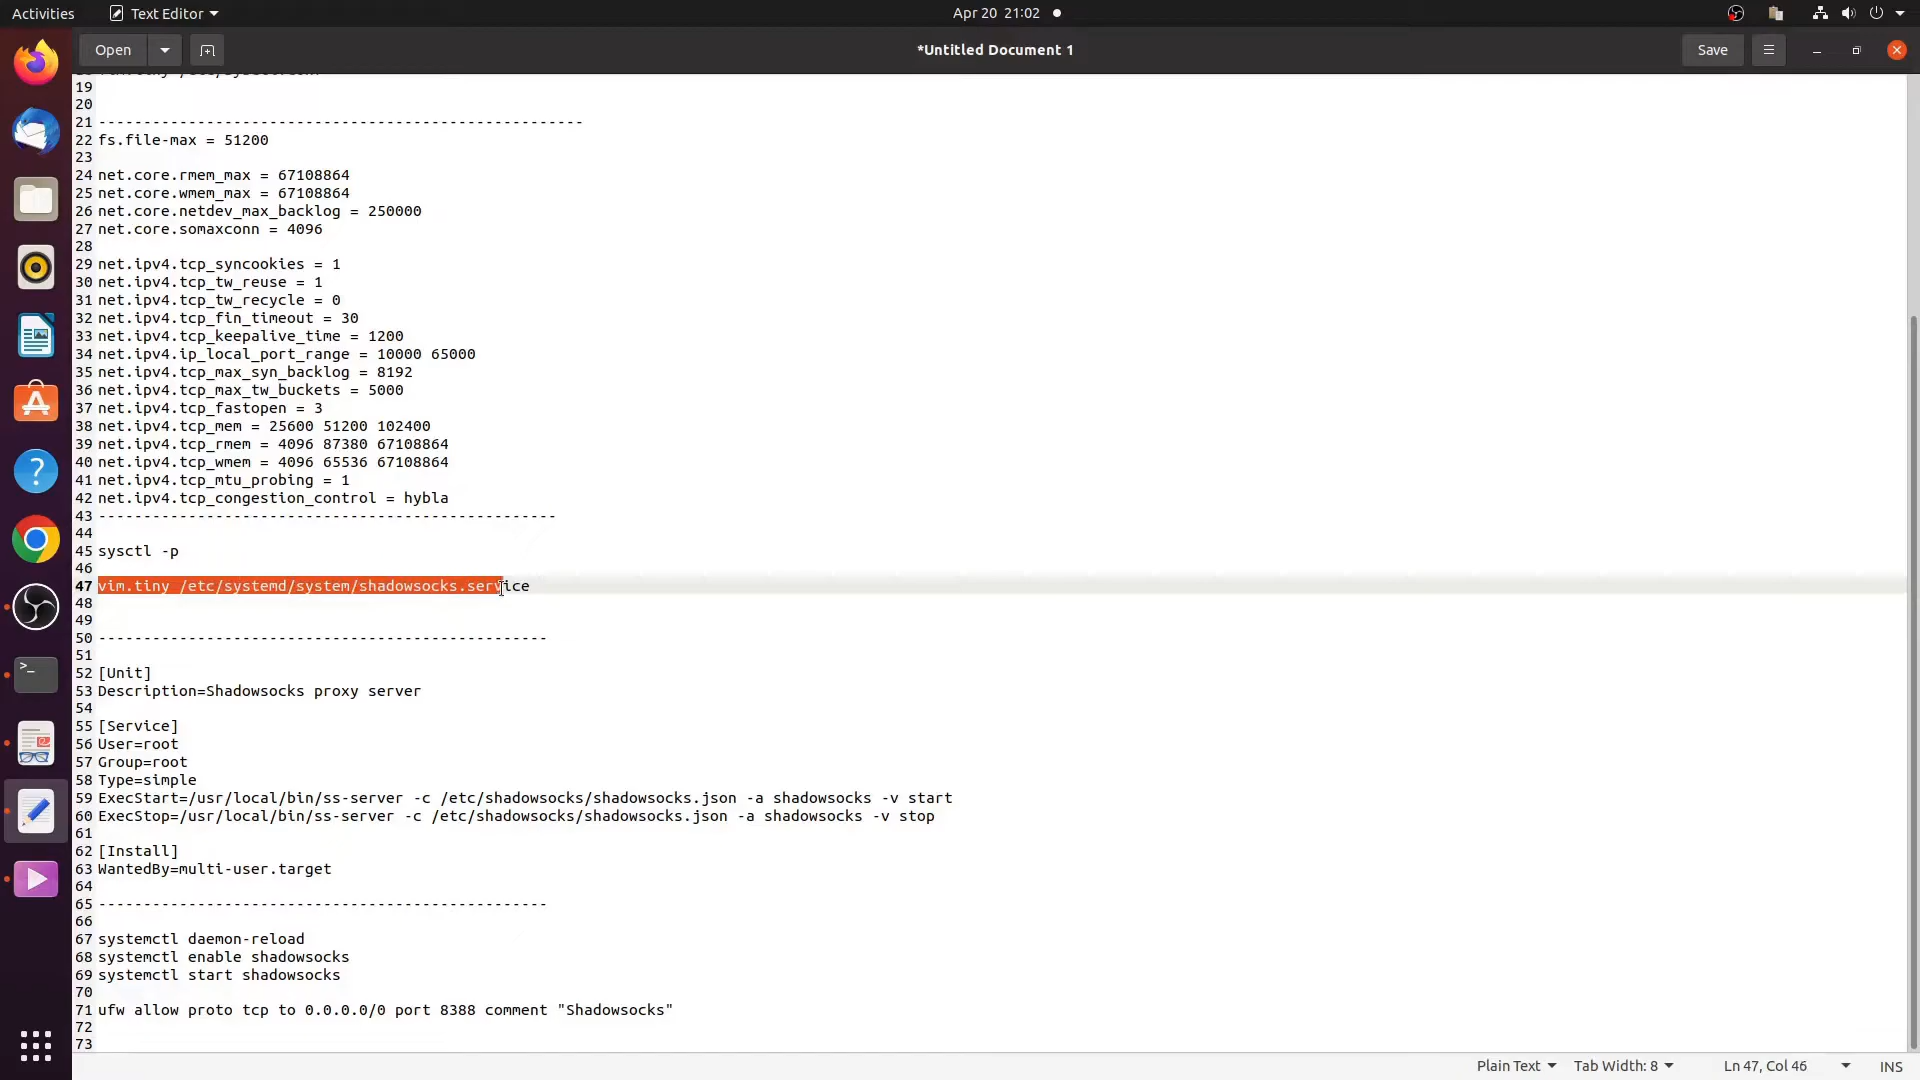 Activities
Text Editor
Apr 20 21:02
Open
*Untitled Document 1
Save
19
20
21 ------------------------------------------------------
22 fs.file-max = 51200
23
24 net.core.rmem_max = 67108864
25 net.core.wmem_max = 67108864
26 net.core.netdev_max_backlog = 250000
27 net.core.somaxconn = 4096
28
29 net.ipv4.tcp_syncookies = 1
30 net.ipv4.tcp_tw_reuse = 1
31 net.ipv4.tcp_tw_recycle = 0
32 net.ipv4.tcp_fin_timeout = 30
33 net.ipv4.tcp_keepalive_time = 1200
34 net.ipv4.ip_local_port_range = 10000 65000
35 net.ipv4.tcp_max_syn_backlog = 8192
36 net.ipv4.tcp_max_tw_buckets = 5000
37 net.ipv4.tcp_fastopen = 3
38 net.ipv4.tcp_mem = 25600 51200 102400
39 net.ipv4.tcp_rmem = 4096 87380 67108864
40 net.ipv4.tcp_wmem = 4096 65536 67108864
41 net.ipv4.tcp_mtu_probing = 1
42 net.ipv4.tcp_congestion_control = hybla
43 ---------------------------------------------------
44
45 sysctl -p
46
47 vim.tiny /etc/systemd/system/shadowsocks.service
48
49
50 --------------------------------------------------
51
52 [Unit]
53 Description=Shadowsocks proxy server
54
55 [Service]
56 User=root
57 Group=root
58 Type=simple
59 ExecStart=/usr/local/bin/ss-server -c /etc/shadowsocks/shadowsocks.json -a shadowsocks -v start
60 ExecStop=/usr/local/bin/ss-server -c /etc/shadowsocks/shadowsocks.json -a shadowsocks -v stop
61
62 [Install]
63 WantedBy=multi-user.target
64
65 --------------------------------------------------
66
67 systemctl daemon-reload
68 systemctl enable shadowsocks
69 systemctl start shadowsocks
70
71 ufw allow proto tcp to 0.0.0.0/0 port 8388 comment "Shadowsocks"
72
73
Plain Text
Tab Width: 8
Ln 47, Col 46
INS